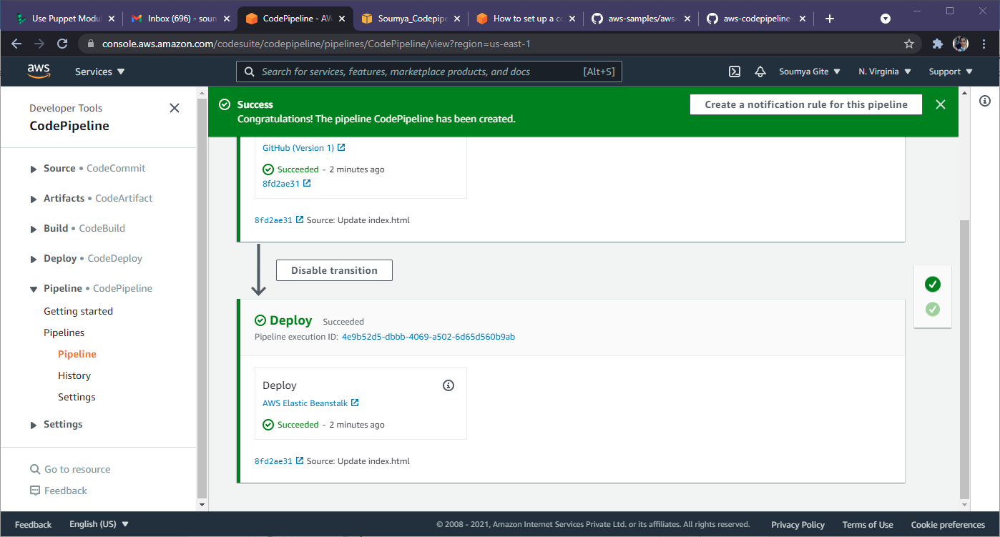 Use Puppet Modul
Inbox (696) - soun
CodePipeline - AW
Soumya_Codepipe
How to set up a co
aws-samples/aws-
aws-codepipeline-
console.aws.amazon.com/codesuite/codepipeline/pipelines/CodePipeline/view?region=us-east-1
aws
Services
Search for services, features, marketplace products, and docs [Alt+S]
Soumya Gite
N. Virginia
Support
Developer Tools
CodePipeline
Source • CodeCommit
Artifacts • CodeArtifact
Build • CodeBuild
Deploy • CodeDeploy
Pipeline • CodePipeline
Getting started
Pipelines
Pipeline
History
Settings
Settings
Go to resource
Feedback
Success
Congratulations! The pipeline CodePipeline has been created.
Create a notification rule for this pipeline
GitHub (Version 1)
Succeeded - 2 minutes ago
8fd2ae31
8fd2ae31 Source: Update index.html
Disable transition
Deploy Succeeded
Pipeline execution ID: 4e9b52d5-dbbb-4069-a502-6d65d560b9ab
Deploy
AWS Elastic Beanstalk
Succeeded - 2 minutes ago
8fd2ae31 Source: Update index.html
Feedback
English (US)
© 2008 - 2021, Amazon Internet Services Private Ltd. or its affiliates. All rights reserved.
Privacy Policy
Terms of Use
Cookie preferences